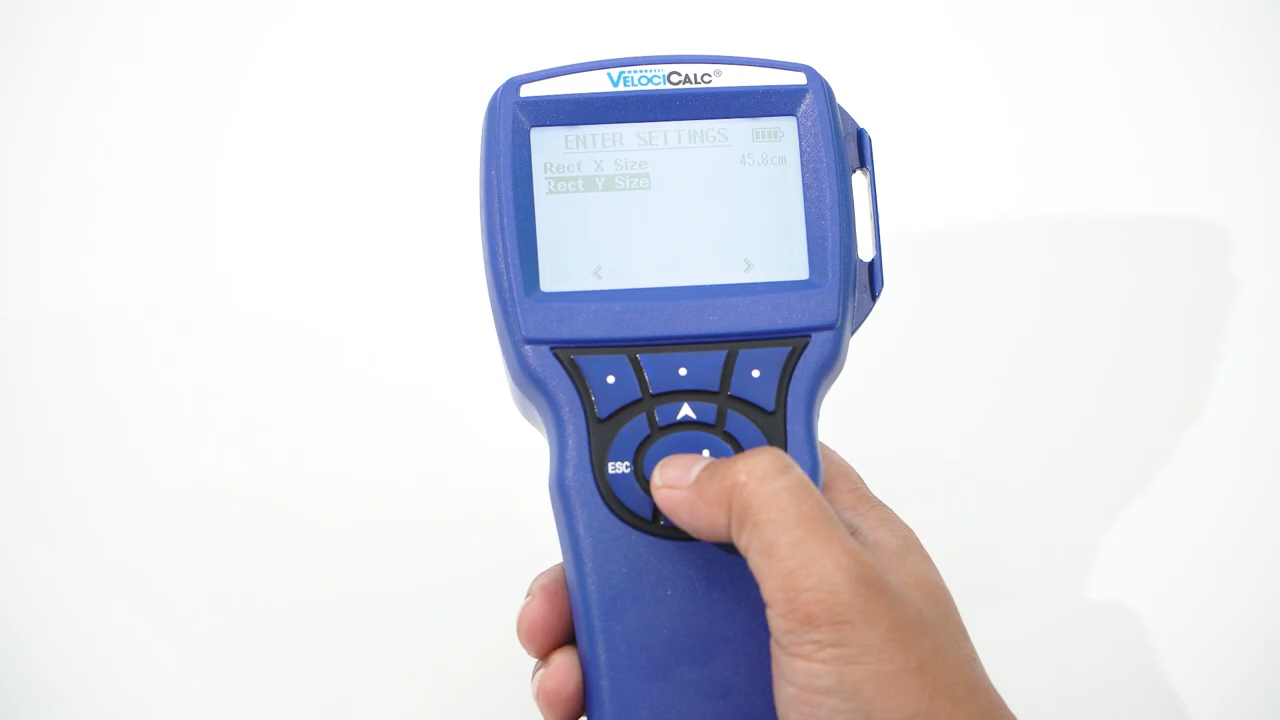 VELOCICALC®
ENTER SETTINGS
Rect X Size 45.8cm
Rect Y Size
ESC